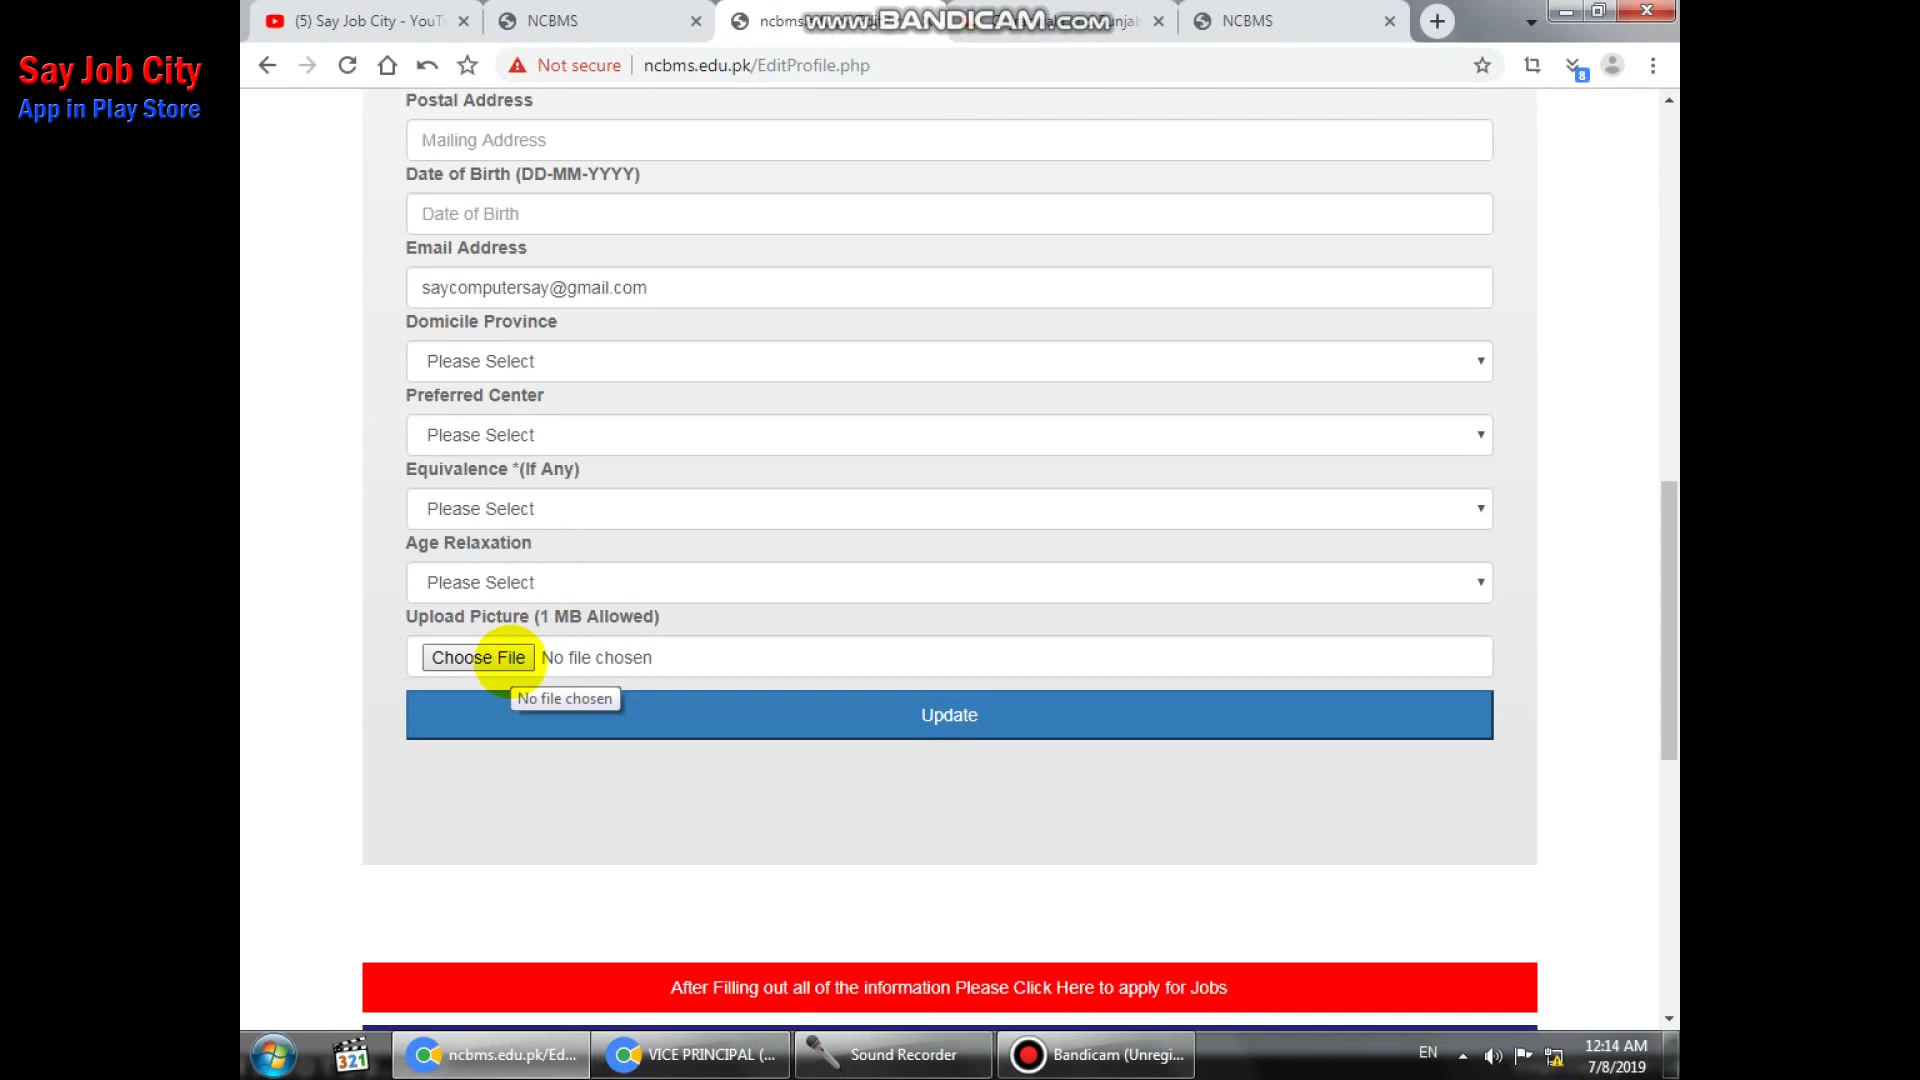 Say Job City
App in Play Store
(5) Say Job City - YouT
NCBMS
ncbms
www.BANDICAM.com
NCBMS
Not secure
ncbms.edu.pk/EditProfile.php
8
Postal Address
Mailing Address
Date of Birth (DD-MM-YYYY)
Date of Birth
Email Address
saycomputersay@gmail.com
Domicile Province
Please Select
Preferred Center
Please Select
Equivalence *(If Any)
Please Select
Age Relaxation
Please Select
Upload Picture (1 MB Allowed)
Choose File No file chosen
No file chosen
Update
After Filling out all of the information Please Click Here to apply for Jobs
321
ncbms.edu.pk/Ed...
VICE PRINCIPAL (...
Sound Recorder
Bandicam (Unregi...
EN
12:14 AM
7/8/2019